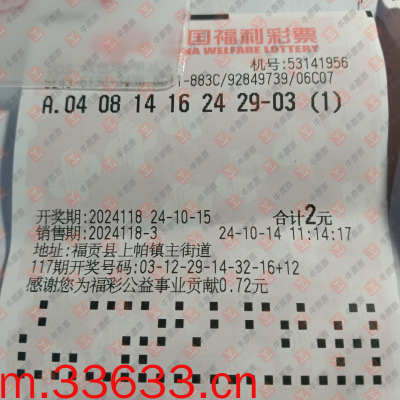 国福利彩票
NA WELFARE LOTTERY
机号:53141956
-883C/92849739/06C07
A.04 08 14 16 24 29-03 (1)
开奖期:2024118 24-10-15 合计2元
销售期:2024118-3 24-10-14 11:14:17
地址:福贡县上帕镇主街道
117期开奖号码:03-12-29-14-32-16+12
感谢您为福彩公益事业贡献0.72元
m.33633.cn